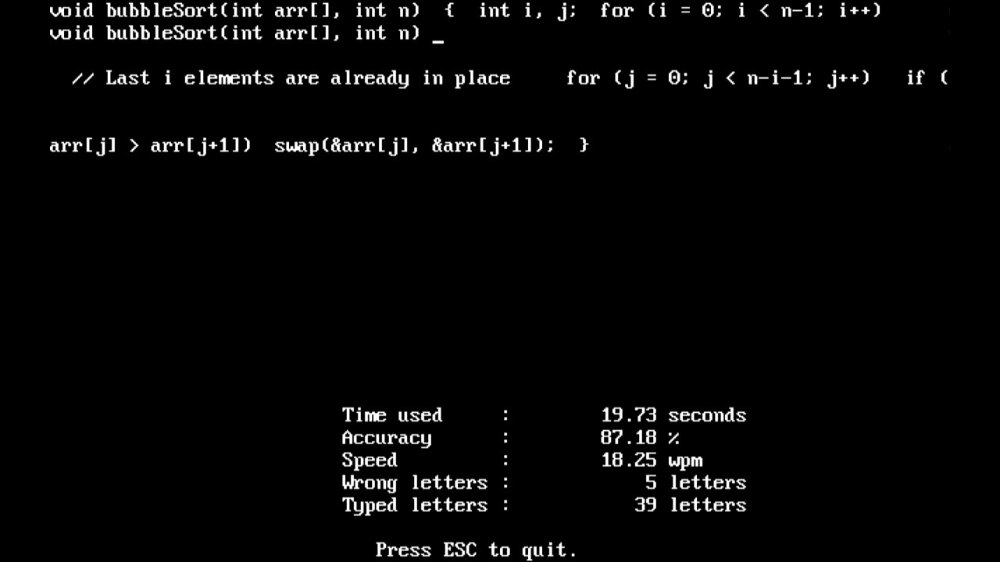 void bubbleSort(int arr[], int n)  {  int i, j;  for (i = 0; i < n-1; i++)
void bubbleSort(int arr[], int n) _
// Last i elements are already in place     for (j = 0; j < n-i-1; j++)   if (
arr[j] > arr[j+1])  swap(&arr[j], &arr[j+1]);  }
Time used     :        19.73 seconds
Accuracy      :        87.18 %
Speed         :        18.25 wpm
Wrong letters :            5 letters
Typed letters :           39 letters
Press ESC to quit.